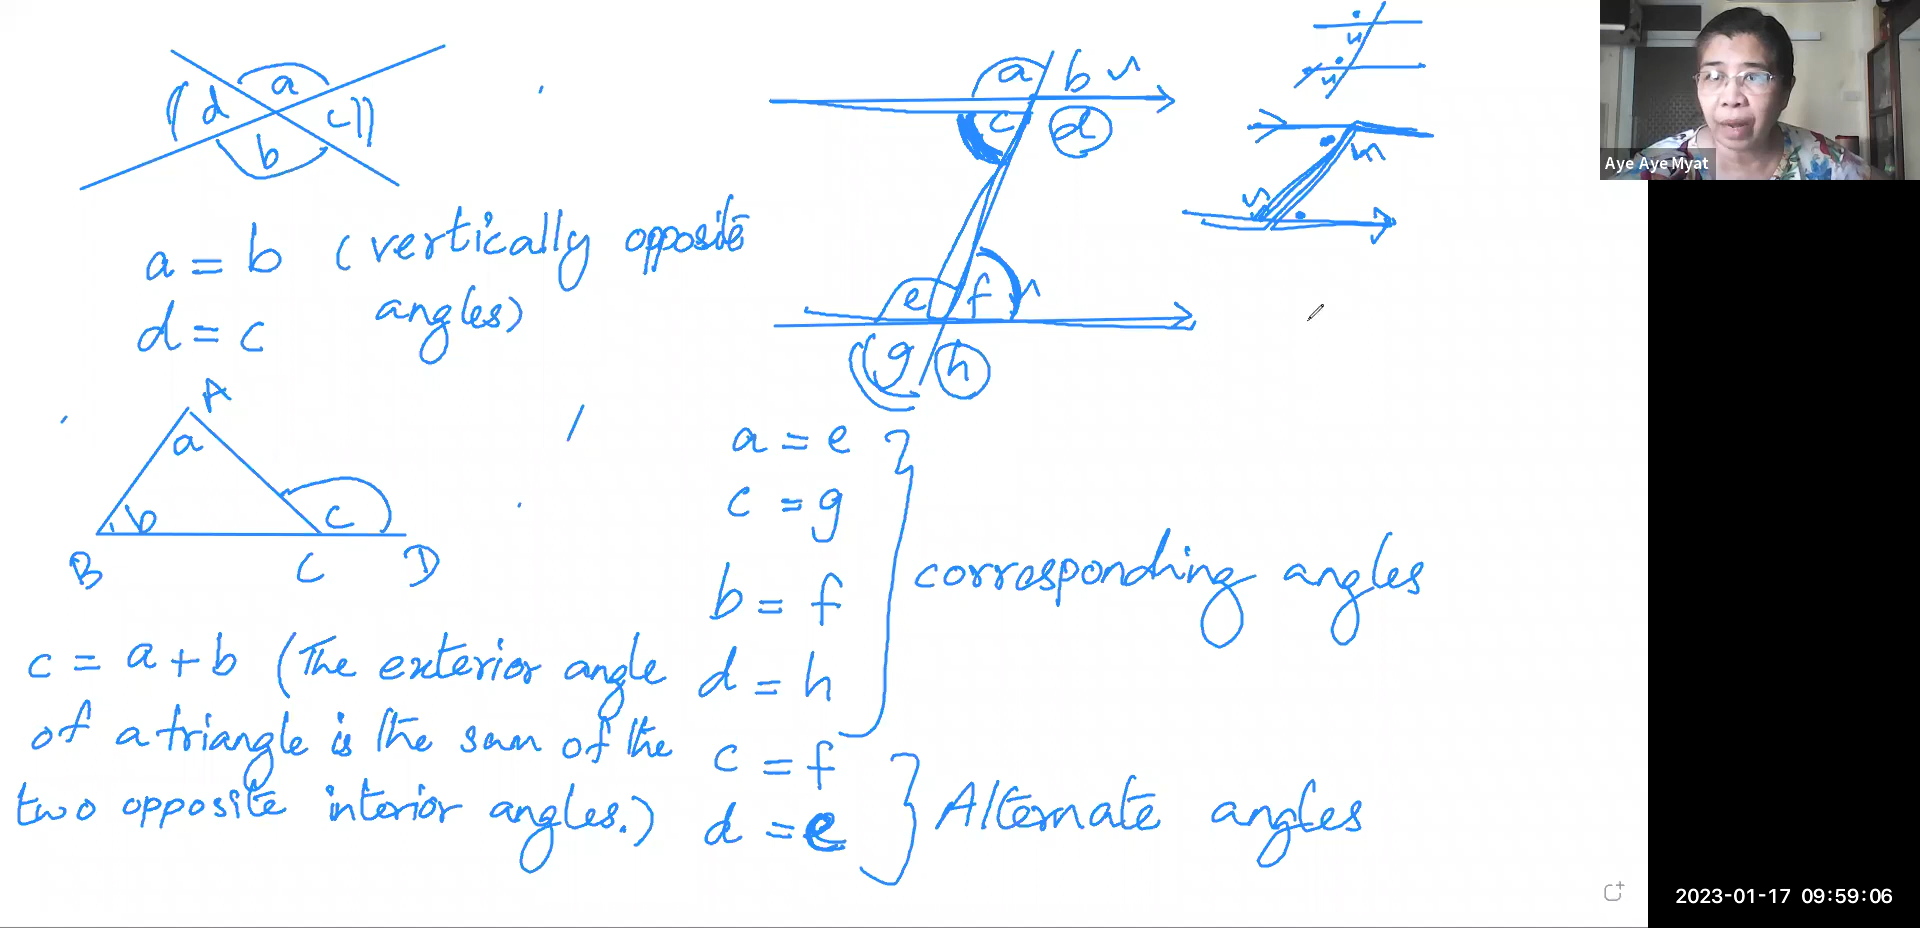 a
d
c
b
a = b (vertically opposite
d = c angles)
A
a
b
c
B
C
D
c = a + b (The exterior angle
of a triangle is the sum of the
two opposite interior angles.)
a
b
c
d
e
f
g
h
a = e
c = g
b = f
d = h
corresponding angles
c = f
d = e
Alternate angles
Aye Aye Myat
2023-01-17 09:59:06